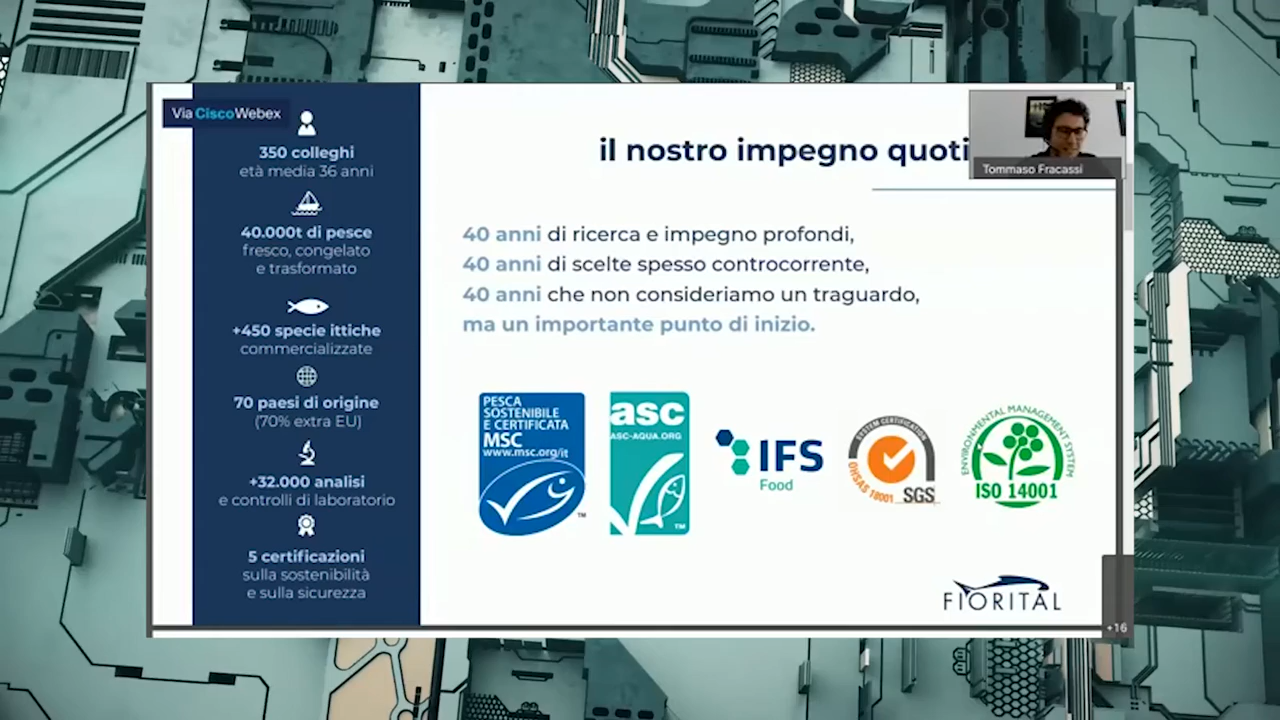 Via CiscoWebex
350 colleghi
età media 36 anni
40.000t di pesce
fresco, congelato
e trasformato
+450 specie ittiche
commercializzate
70 paesi di origine
(70% extra EU)
+32.000 analisi
e controlli di laboratorio
5 certificazioni
sulla sostenibilità
e sulla sicurezza
il nostro impegno quoti
Tommaso Fracassi
40 anni di ricerca e impegno profondi,
40 anni di scelte spesso controcorrente,
40 anni che non consideriamo un traguardo,
ma un importante punto di inizio.
PESCA
SOSTENIBILE
E CERTIFICATA
MSC
www.msc.org/it
TM
asc
ASC-AQUA.ORG
TM
IFS
Food
SYSTEM CERTIFICATION
OHSAS 18001
SGS
ENVIRONMENTAL MANAGEMENT SYSTEM
ISO 14001
FIORITAL
+16